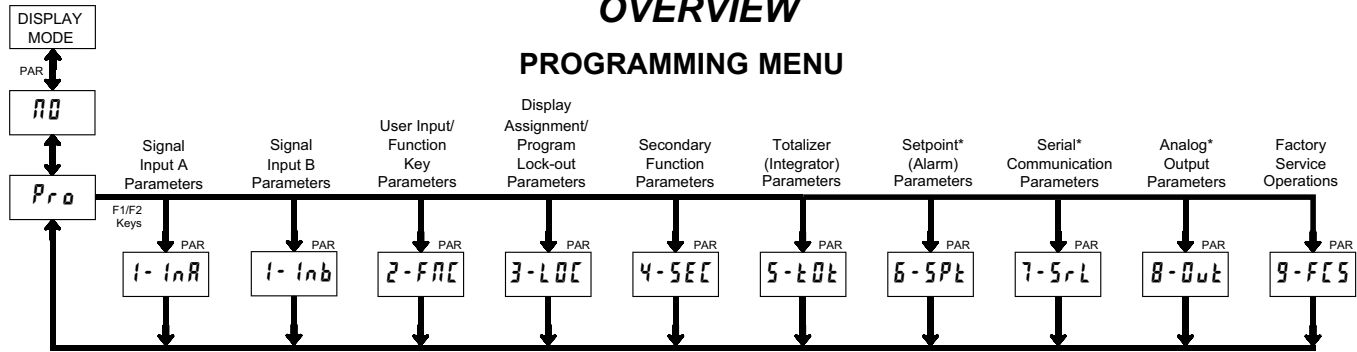 OVERVIEW
PROGRAMMING MENU
DISPLAY
MODE
PAR
NO
Pro
F1/F2
Keys
Signal
Input A
Parameters
PAR
1-InA
Signal
Input B
Parameters
PAR
1-Inb
User Input/
Function
Key
Parameters
PAR
2-FNC
Display
Assignment/
Program
Lock-out
Parameters
PAR
3-LOC
Secondary
Function
Parameters
PAR
4-SEC
Totalizer
(Integrator)
Parameters
PAR
5-tOt
Setpoint*
(Alarm)
Parameters
PAR
6-SPt
Serial*
Communication
Parameters
PAR
7-SrL
Analog*
Output
Parameters
PAR
8-Out
Factory
Service
Operations
PAR
9-FCS